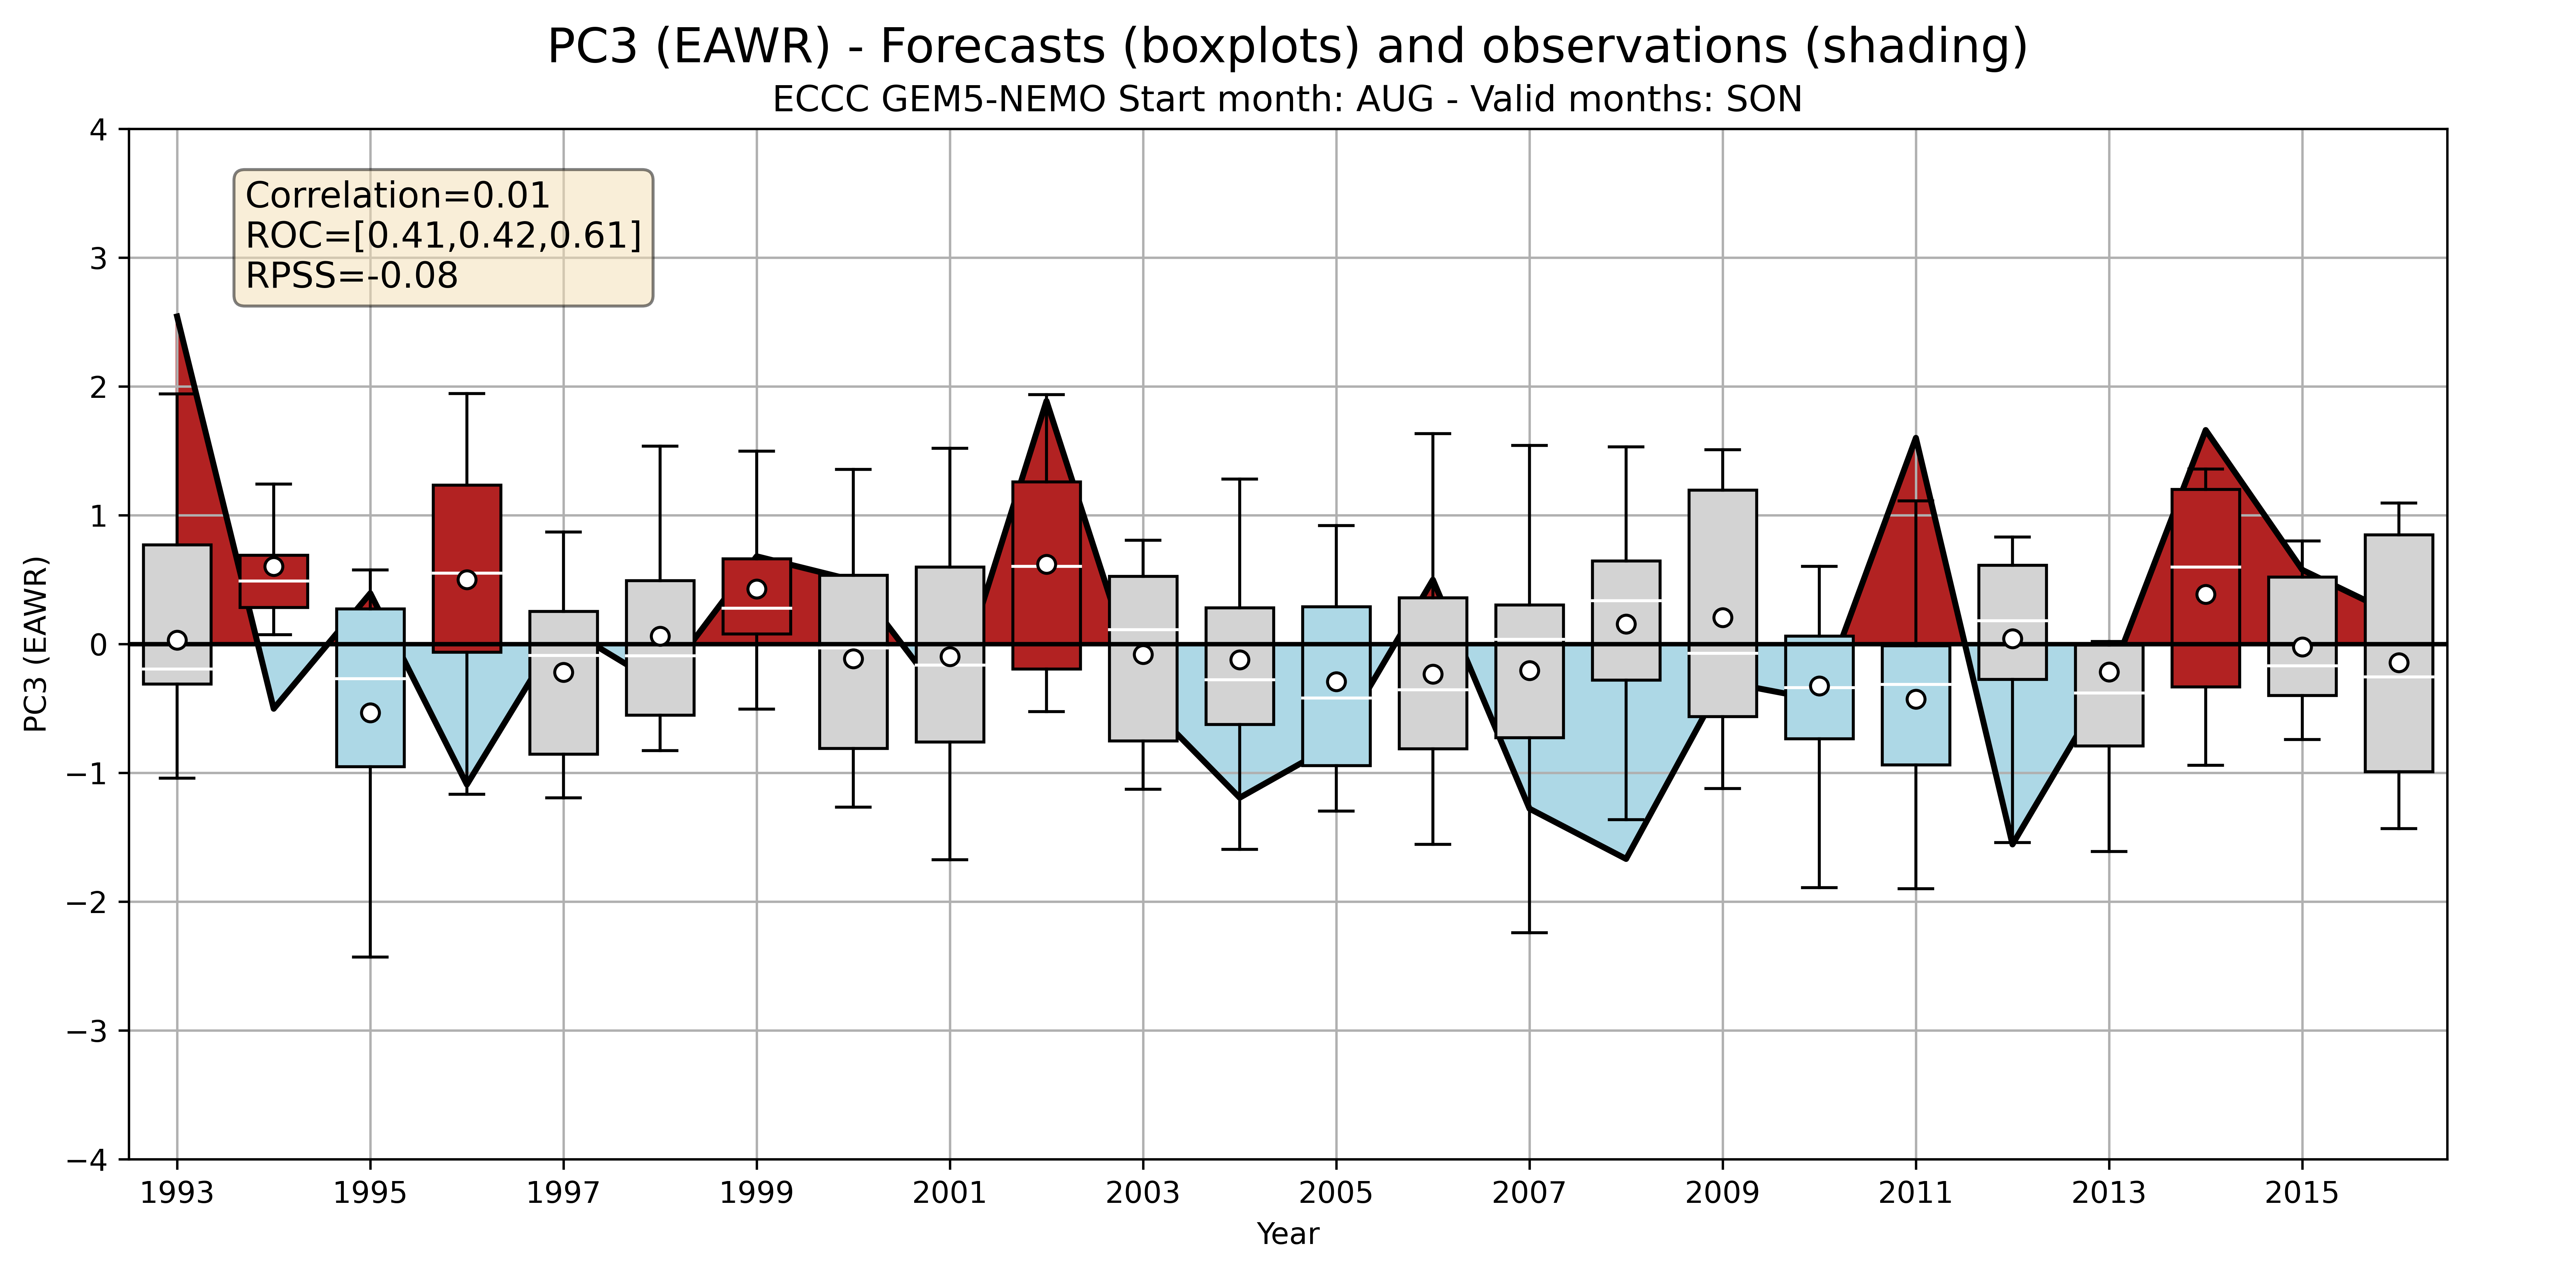 PC3 (EAWR) - Forecasts (boxplots) and observations (shading)
ECCC GEM5-NEMO Start month: AUG - Valid months: SON
Correlation=0.01
ROC=[0.41,0.42,0.61]
RPSS=-0.08
PC3 (EAWR)
4
3
2
1
0
−1
−2
−3
−4
1993 1995 1997 1999 2001 2003 2005 2007 2009 2011 2013 2015
Year